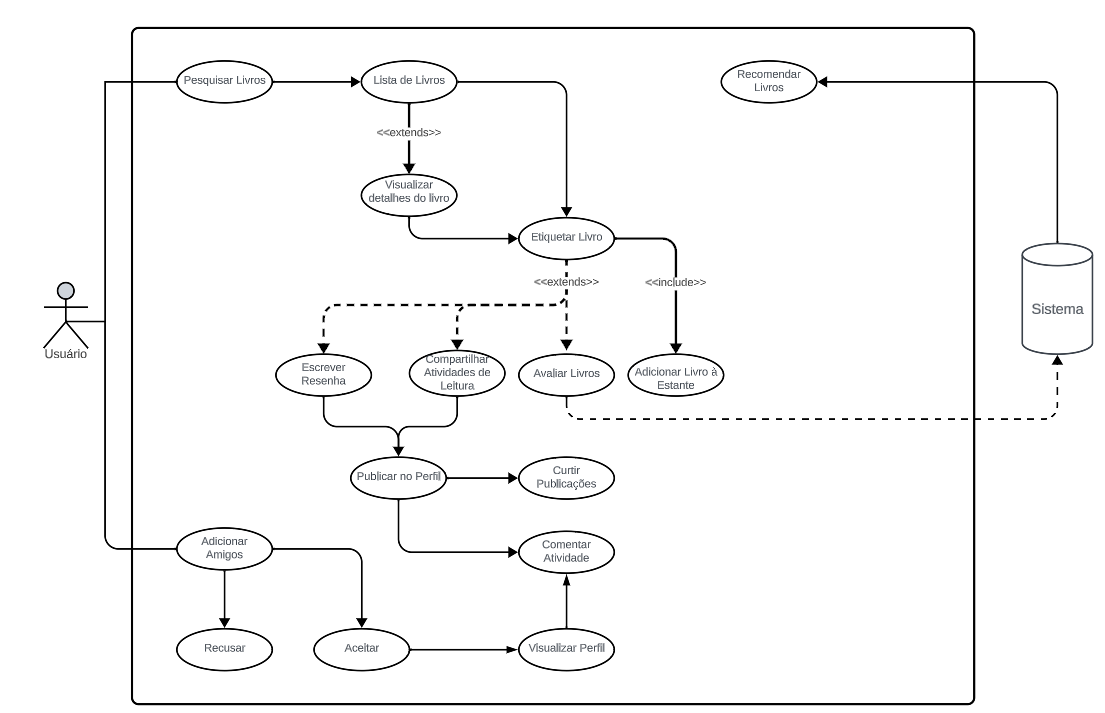 Pesquisar Livros
Lista de Livros
Recomendar
Livros
<<extends>>
Visualizar
detalhes do livro
Etiquetar Livro
<<extends>>
<<include>>
Sistema
Usuário
Escrever
Resenha
Compartilhar
Atividades de
Leitura
Avaliar Livros
Adicionar Livro à
Estante
Publicar no Perfil
Curtir
Publicações
Adicionar
Amigos
Comentar
Atividade
Recusar
Aceitar
Visualizar Perfil